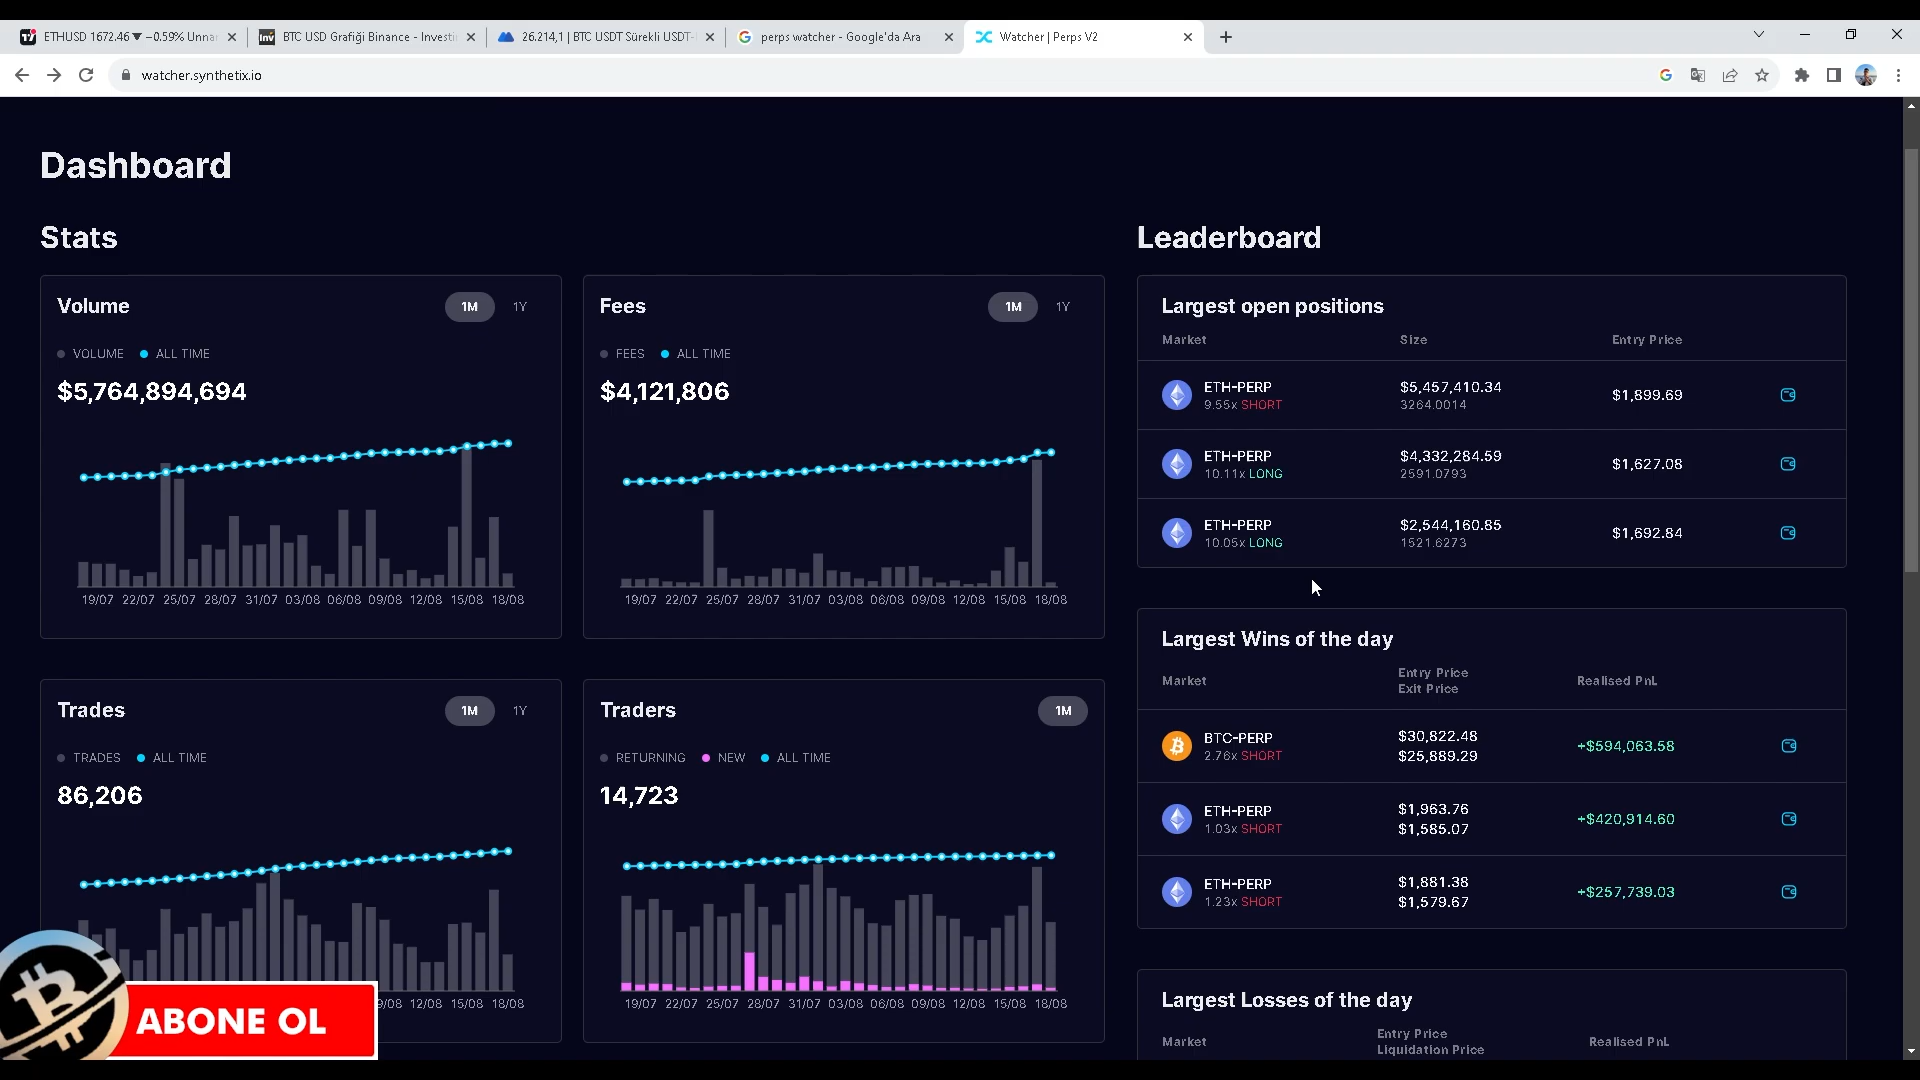 ETHUSD 1672.46 ▼ −0.59% Unna
BTC USD Grafiği Binance - Investi
26.214,1 | BTC USDT Sürekli USDT-
perps watcher - Google'da Ara
Watcher | Perps V2
watcher.synthetix.io
Dashboard
Stats
Volume
1M 1Y
VOLUME ALL TIME
$5,764,894,694
19/07 22/07 25/07 28/07 31/07 03/08 06/08 09/08 12/08 15/08 18/08
Fees
1M 1Y
FEES ALL TIME
$4,121,806
19/07 22/07 25/07 28/07 31/07 03/08 06/08 09/08 12/08 15/08 18/08
Trades
1M 1Y
TRADES ALL TIME
86,206
9/08 12/08 15/08 18/08
Traders
1M
RETURNING NEW ALL TIME
14,723
19/07 22/07 25/07 28/07 31/07 03/08 06/08 09/08 12/08 15/08 18/08
ABONE OL
Leaderboard
Largest open positions
Market Size Entry Price
ETH-PERP $5,457,410.34 $1,899.69
9.55x SHORT 3264.0014
ETH-PERP $4,332,284.59 $1,627.08
10.11x LONG 2591.0793
ETH-PERP $2,544,160.85 $1,692.84
10.05x LONG 1521.6273
Largest Wins of the day
Market Entry Price Realised PnL
Exit Price
BTC-PERP $30,822.48 +$594,063.58
2.76x SHORT $25,889.29
ETH-PERP $1,963.76 +$420,914.60
1.03x SHORT $1,585.07
ETH-PERP $1,881.38 +$257,739.03
1.23x SHORT $1,579.67
Largest Losses of the day
Market Entry Price Realised PnL
Liquidation Price